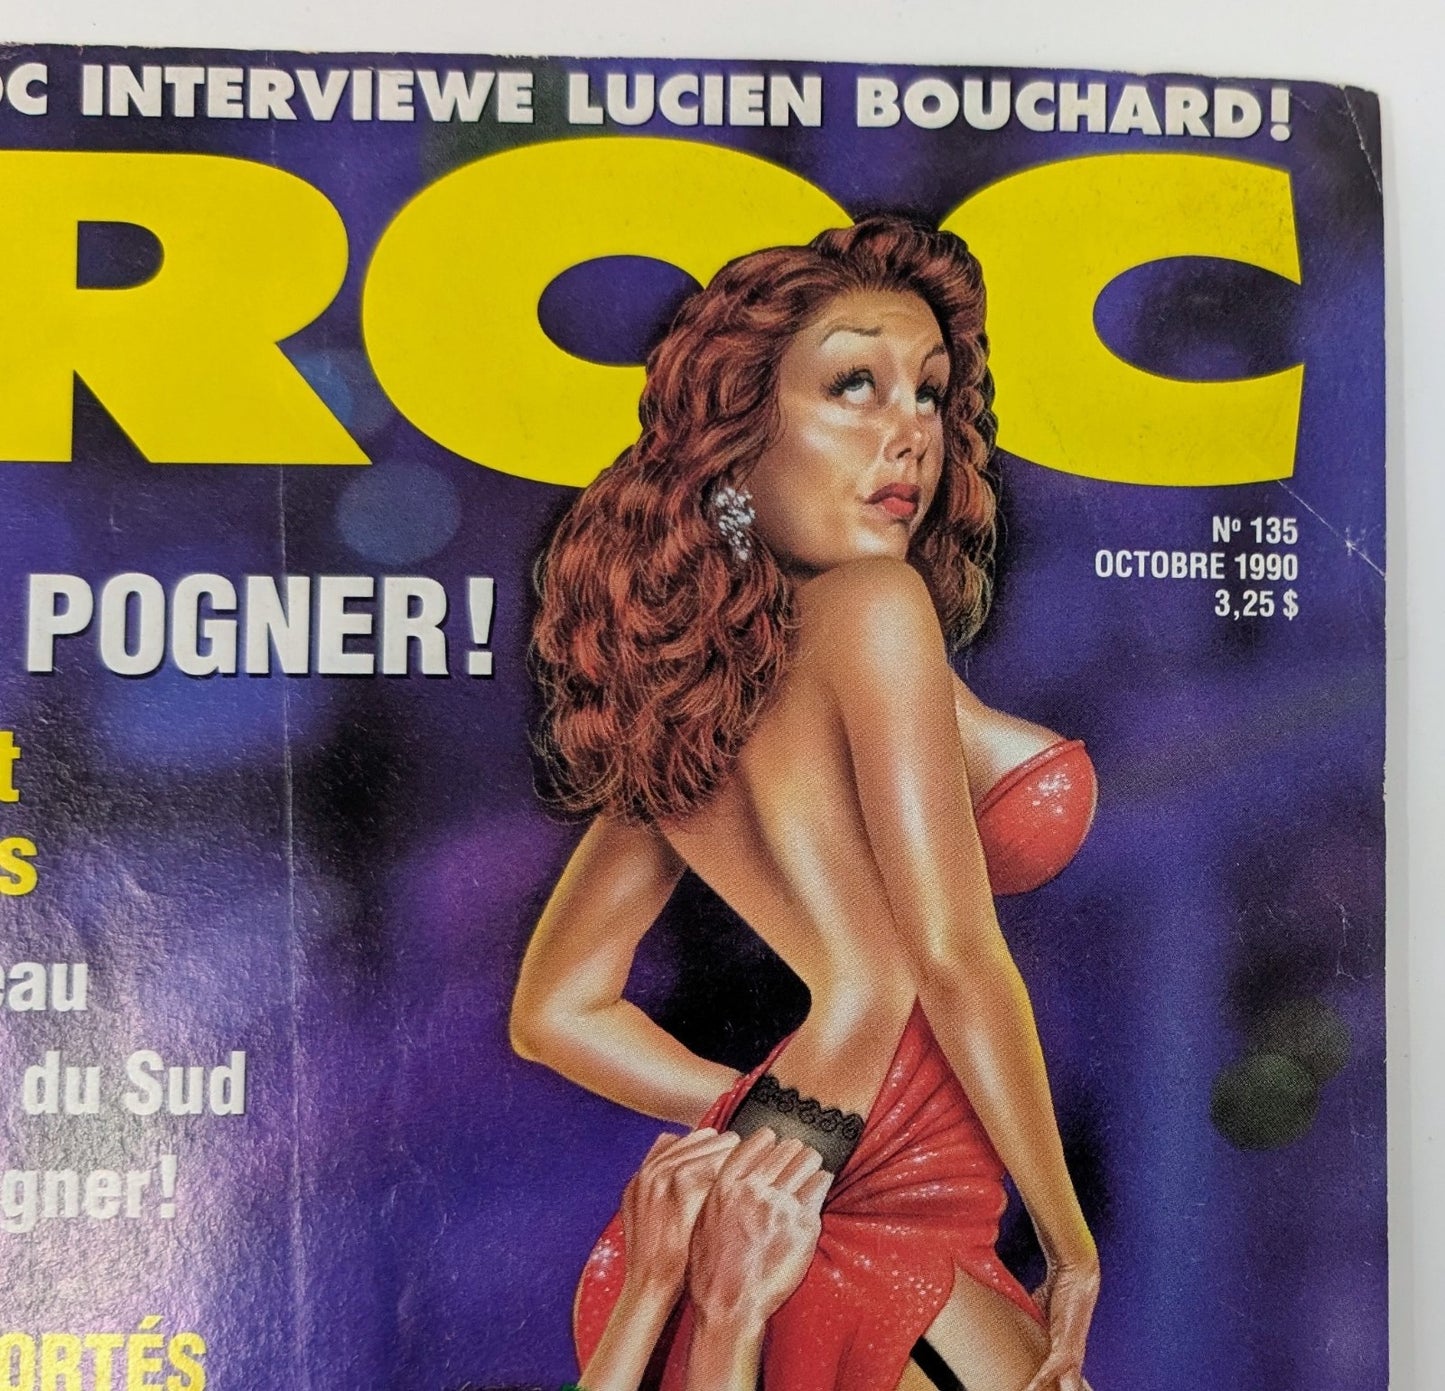 OC INTERVIEWE LUCIEN BOUCHARD!
ROC
Nº 135
OCTOBRE 1990
3,25 $
POGNER!
t
s
eau
du Sud
gner!
ORTÉS